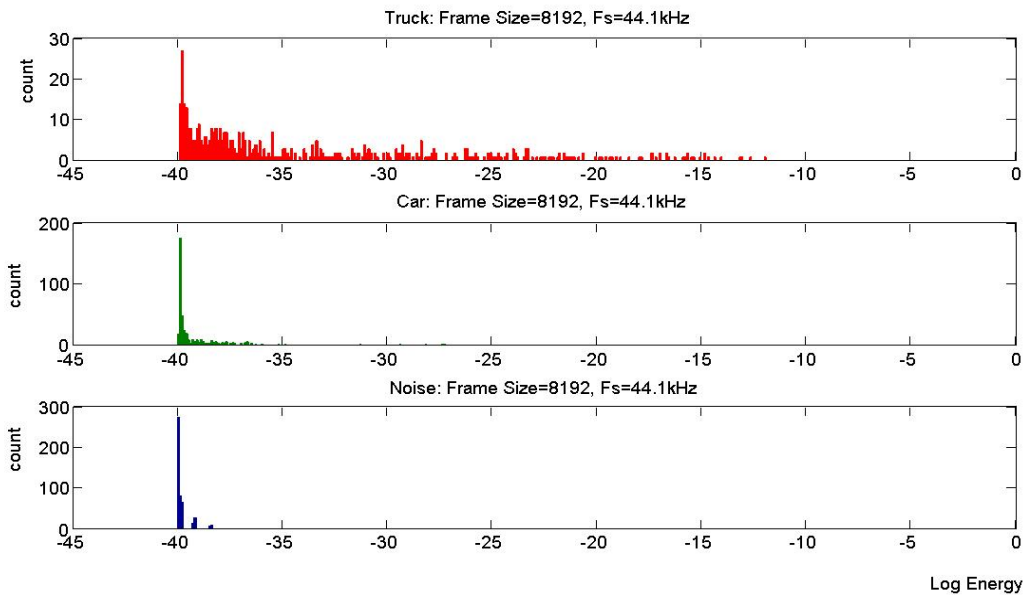 Truck: Frame Size=8192, Fs=44.1kHz
count
30
20
10
0
-45 -40 -35 -30 -25 -20 -15 -10 -5 0
Car: Frame Size=8192, Fs=44.1kHz
count
200
100
0
-45 -40 -35 -30 -25 -20 -15 -10 -5 0
Noise: Frame Size=8192, Fs=44.1kHz
count
300
200
100
0
-45 -40 -35 -30 -25 -20 -15 -10 -5 0
Log Energy